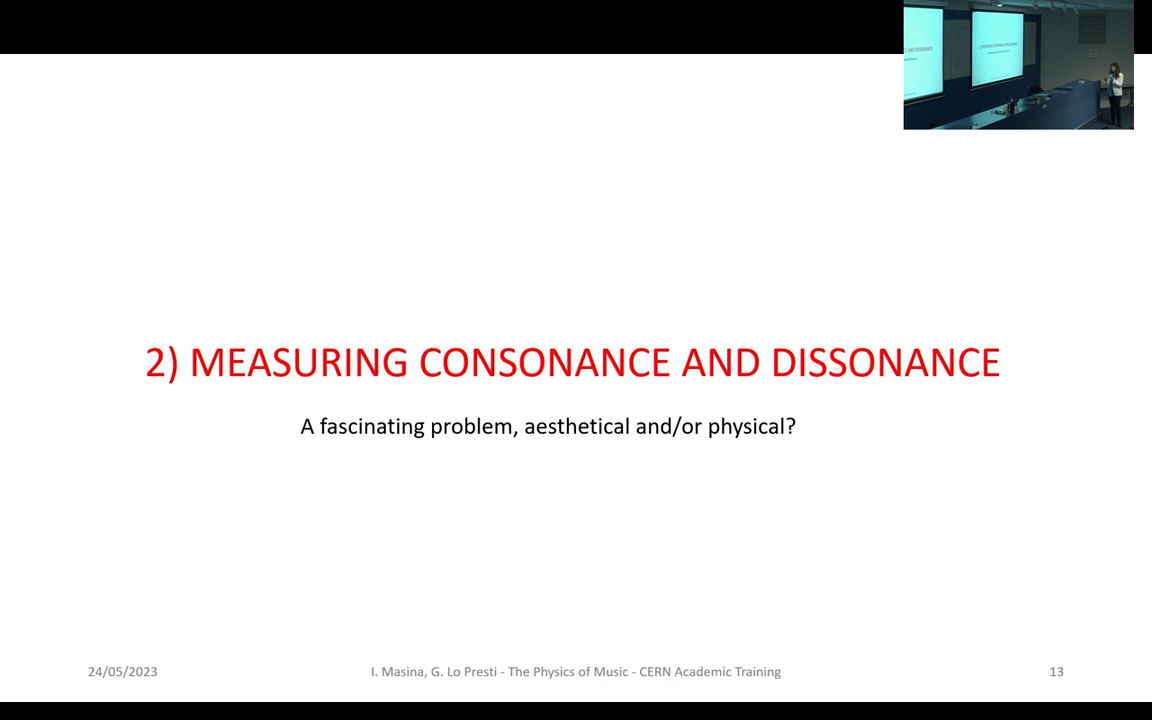 2) MEASURING CONSONANCE AND DISSONANCE
A fascinating problem, aesthetical and/or physical?
24/05/2023
I. Masina, G. Lo Presti - The Physics of Music - CERN Academic Training
13